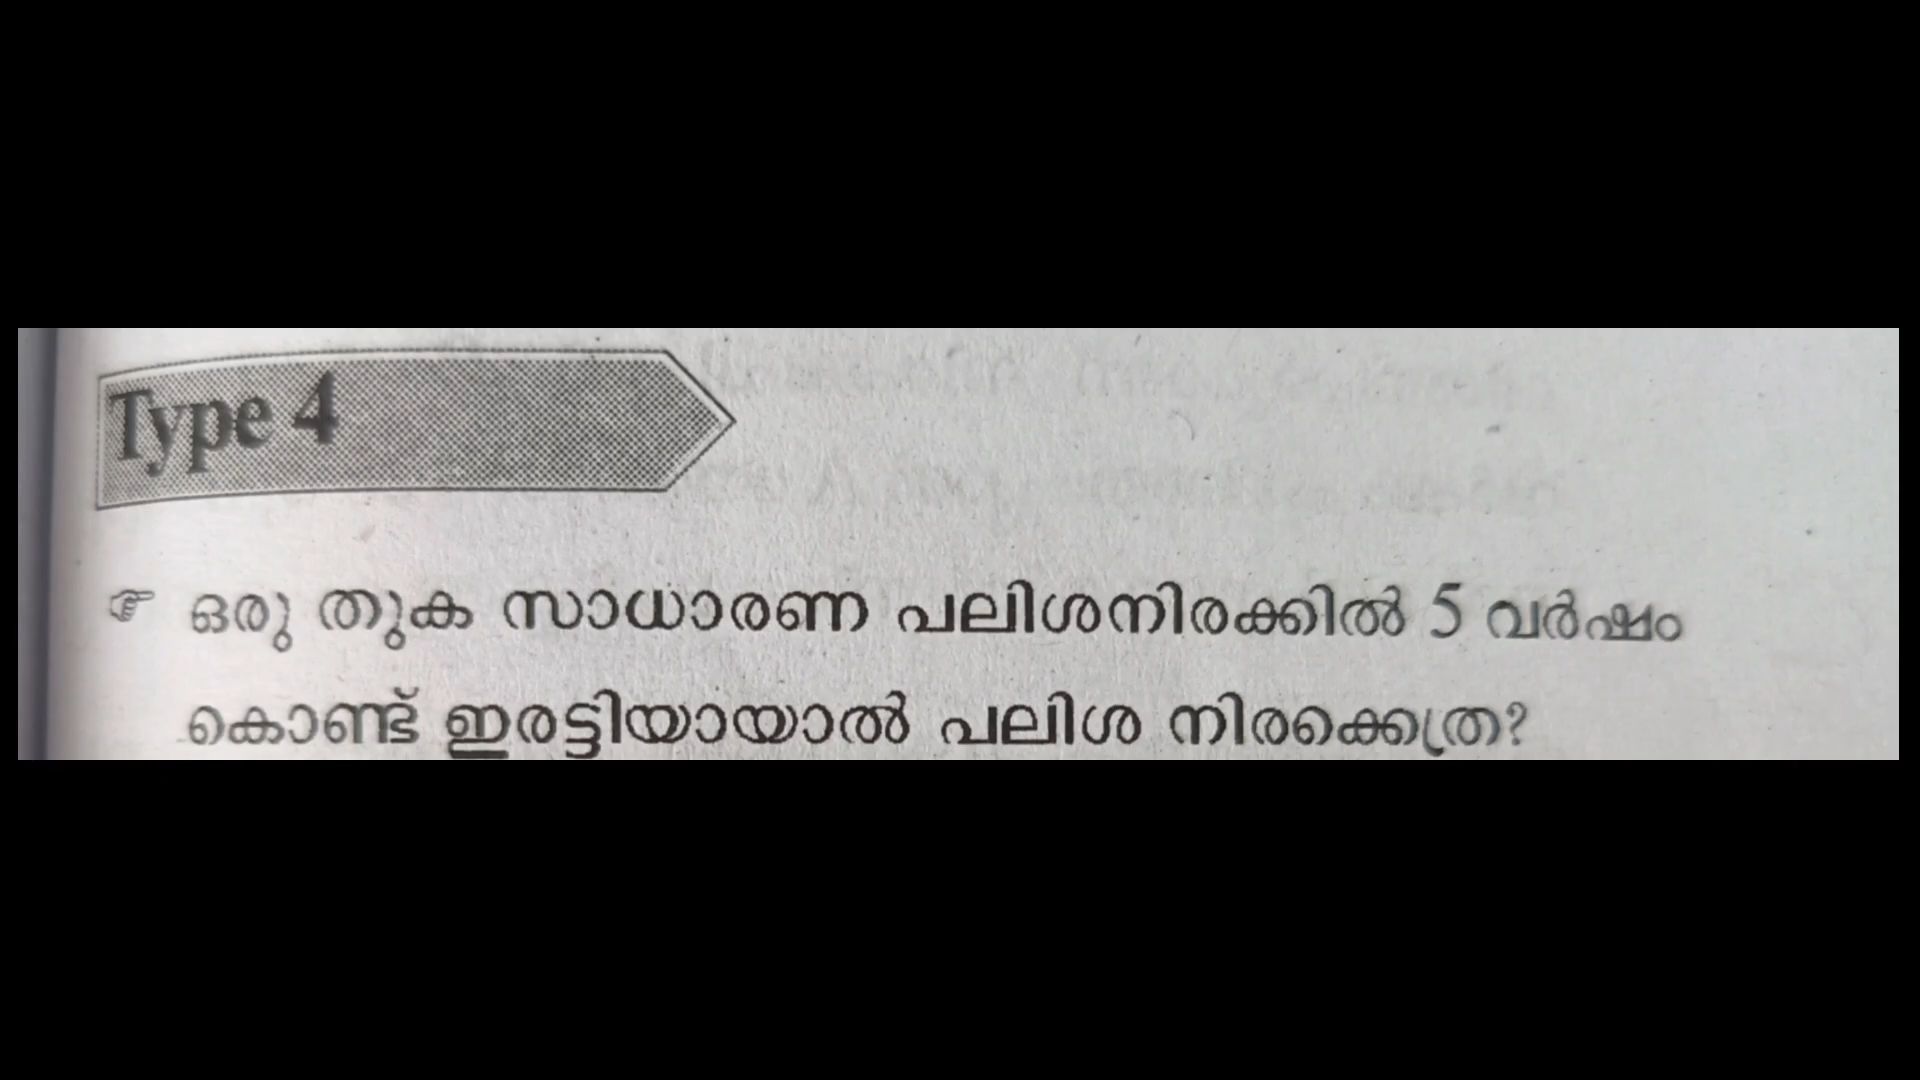 Type 4
☞ ഒരു തുക സാധാരണ പലിശനിരക്കിൽ 5 വർഷം
കൊണ്ട് ഇരട്ടിയായാൽ പലിശ നിരക്കെത്ര?